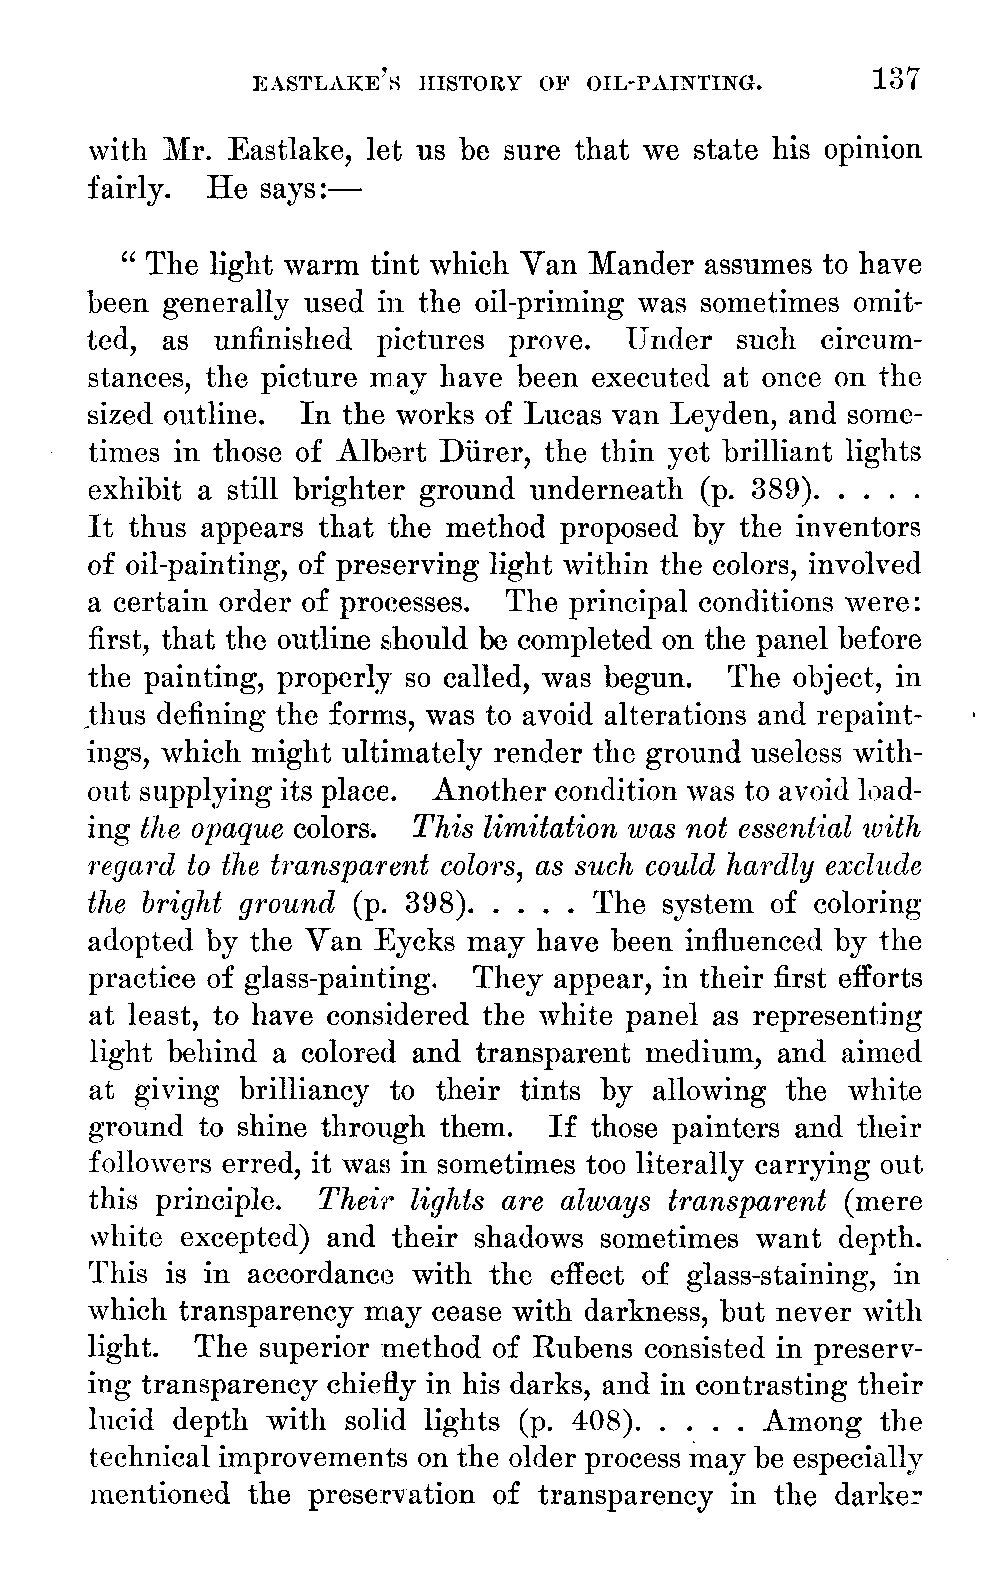 EASTLAKE'S HISTORY OF OIL-PAINTING. 137
with Mr. Eastlake, let us be sure that we state his opinion
fairly. He says:—
“ The light warm tint which Van Mander assumes to have
been generally used in the oil-priming was sometimes omit-
ted, as unfinished pictures prove. Under such circum-
stances, the picture may have been executed at once on the
sized outline. In the works of Lucas van Leyden, and some-
times in those of Albert Dürer, the thin yet brilliant lights
exhibit a still brighter ground underneath (p. 389). . . . .
It thus appears that the method proposed by the inventors
of oil-painting, of preserving light within the colors, involved
a certain order of processes. The principal conditions were:
first, that the outline should be completed on the panel before
the painting, properly so called, was begun. The object, in
thus defining the forms, was to avoid alterations and repaint-
ings, which might ultimately render the ground useless with-
out supplying its place. Another condition was to avoid load-
ing the opaque colors. This limitation was not essential with
regard to the transparent colors, as such could hardly exclude
the bright ground (p. 398). . . . . The system of coloring
adopted by the Van Eycks may have been influenced by the
practice of glass-painting. They appear, in their first efforts
at least, to have considered the white panel as representing
light behind a colored and transparent medium, and aimed
at giving brilliancy to their tints by allowing the white
ground to shine through them. If those painters and their
followers erred, it was in sometimes too literally carrying out
this principle. Their lights are always transparent (mere
white excepted) and their shadows sometimes want depth.
This is in accordance with the effect of glass-staining, in
which transparency may cease with darkness, but never with
light. The superior method of Rubens consisted in preserv-
ing transparency chiefly in his darks, and in contrasting their
lucid depth with solid lights (p. 408). . . . . Among the
technical improvements on the older process may be especially
mentioned the preservation of transparency in the darker